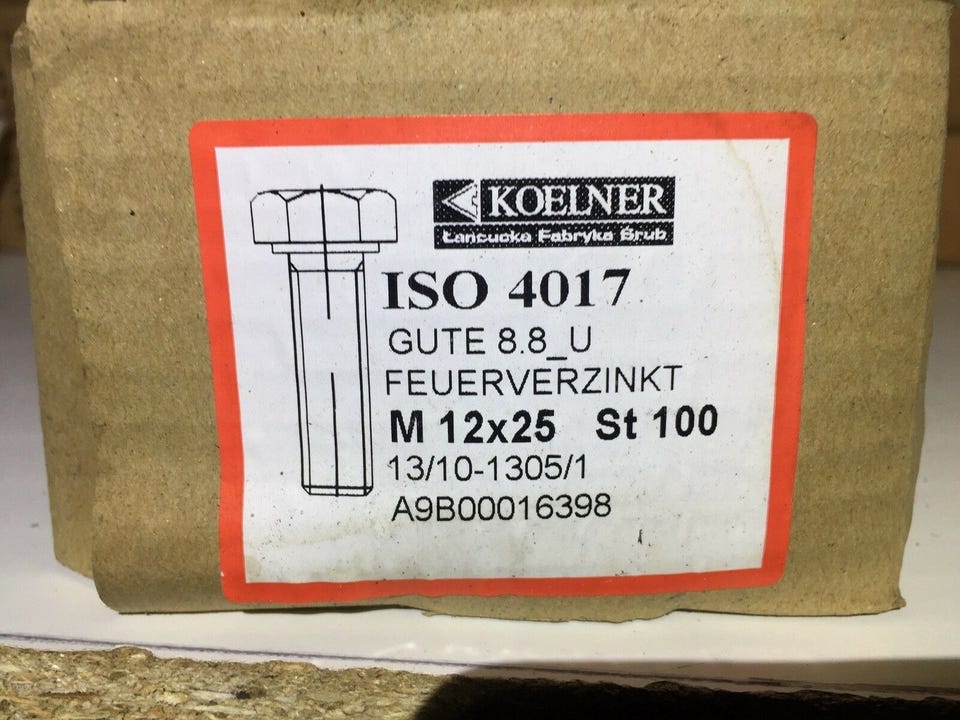 KOELNER
Łańcucka Fabryka Śrub
ISO 4017
GUTE 8.8_U
FEUERVERZINKT
M 12x25 St 100
13/10-1305/1
A9B00016398